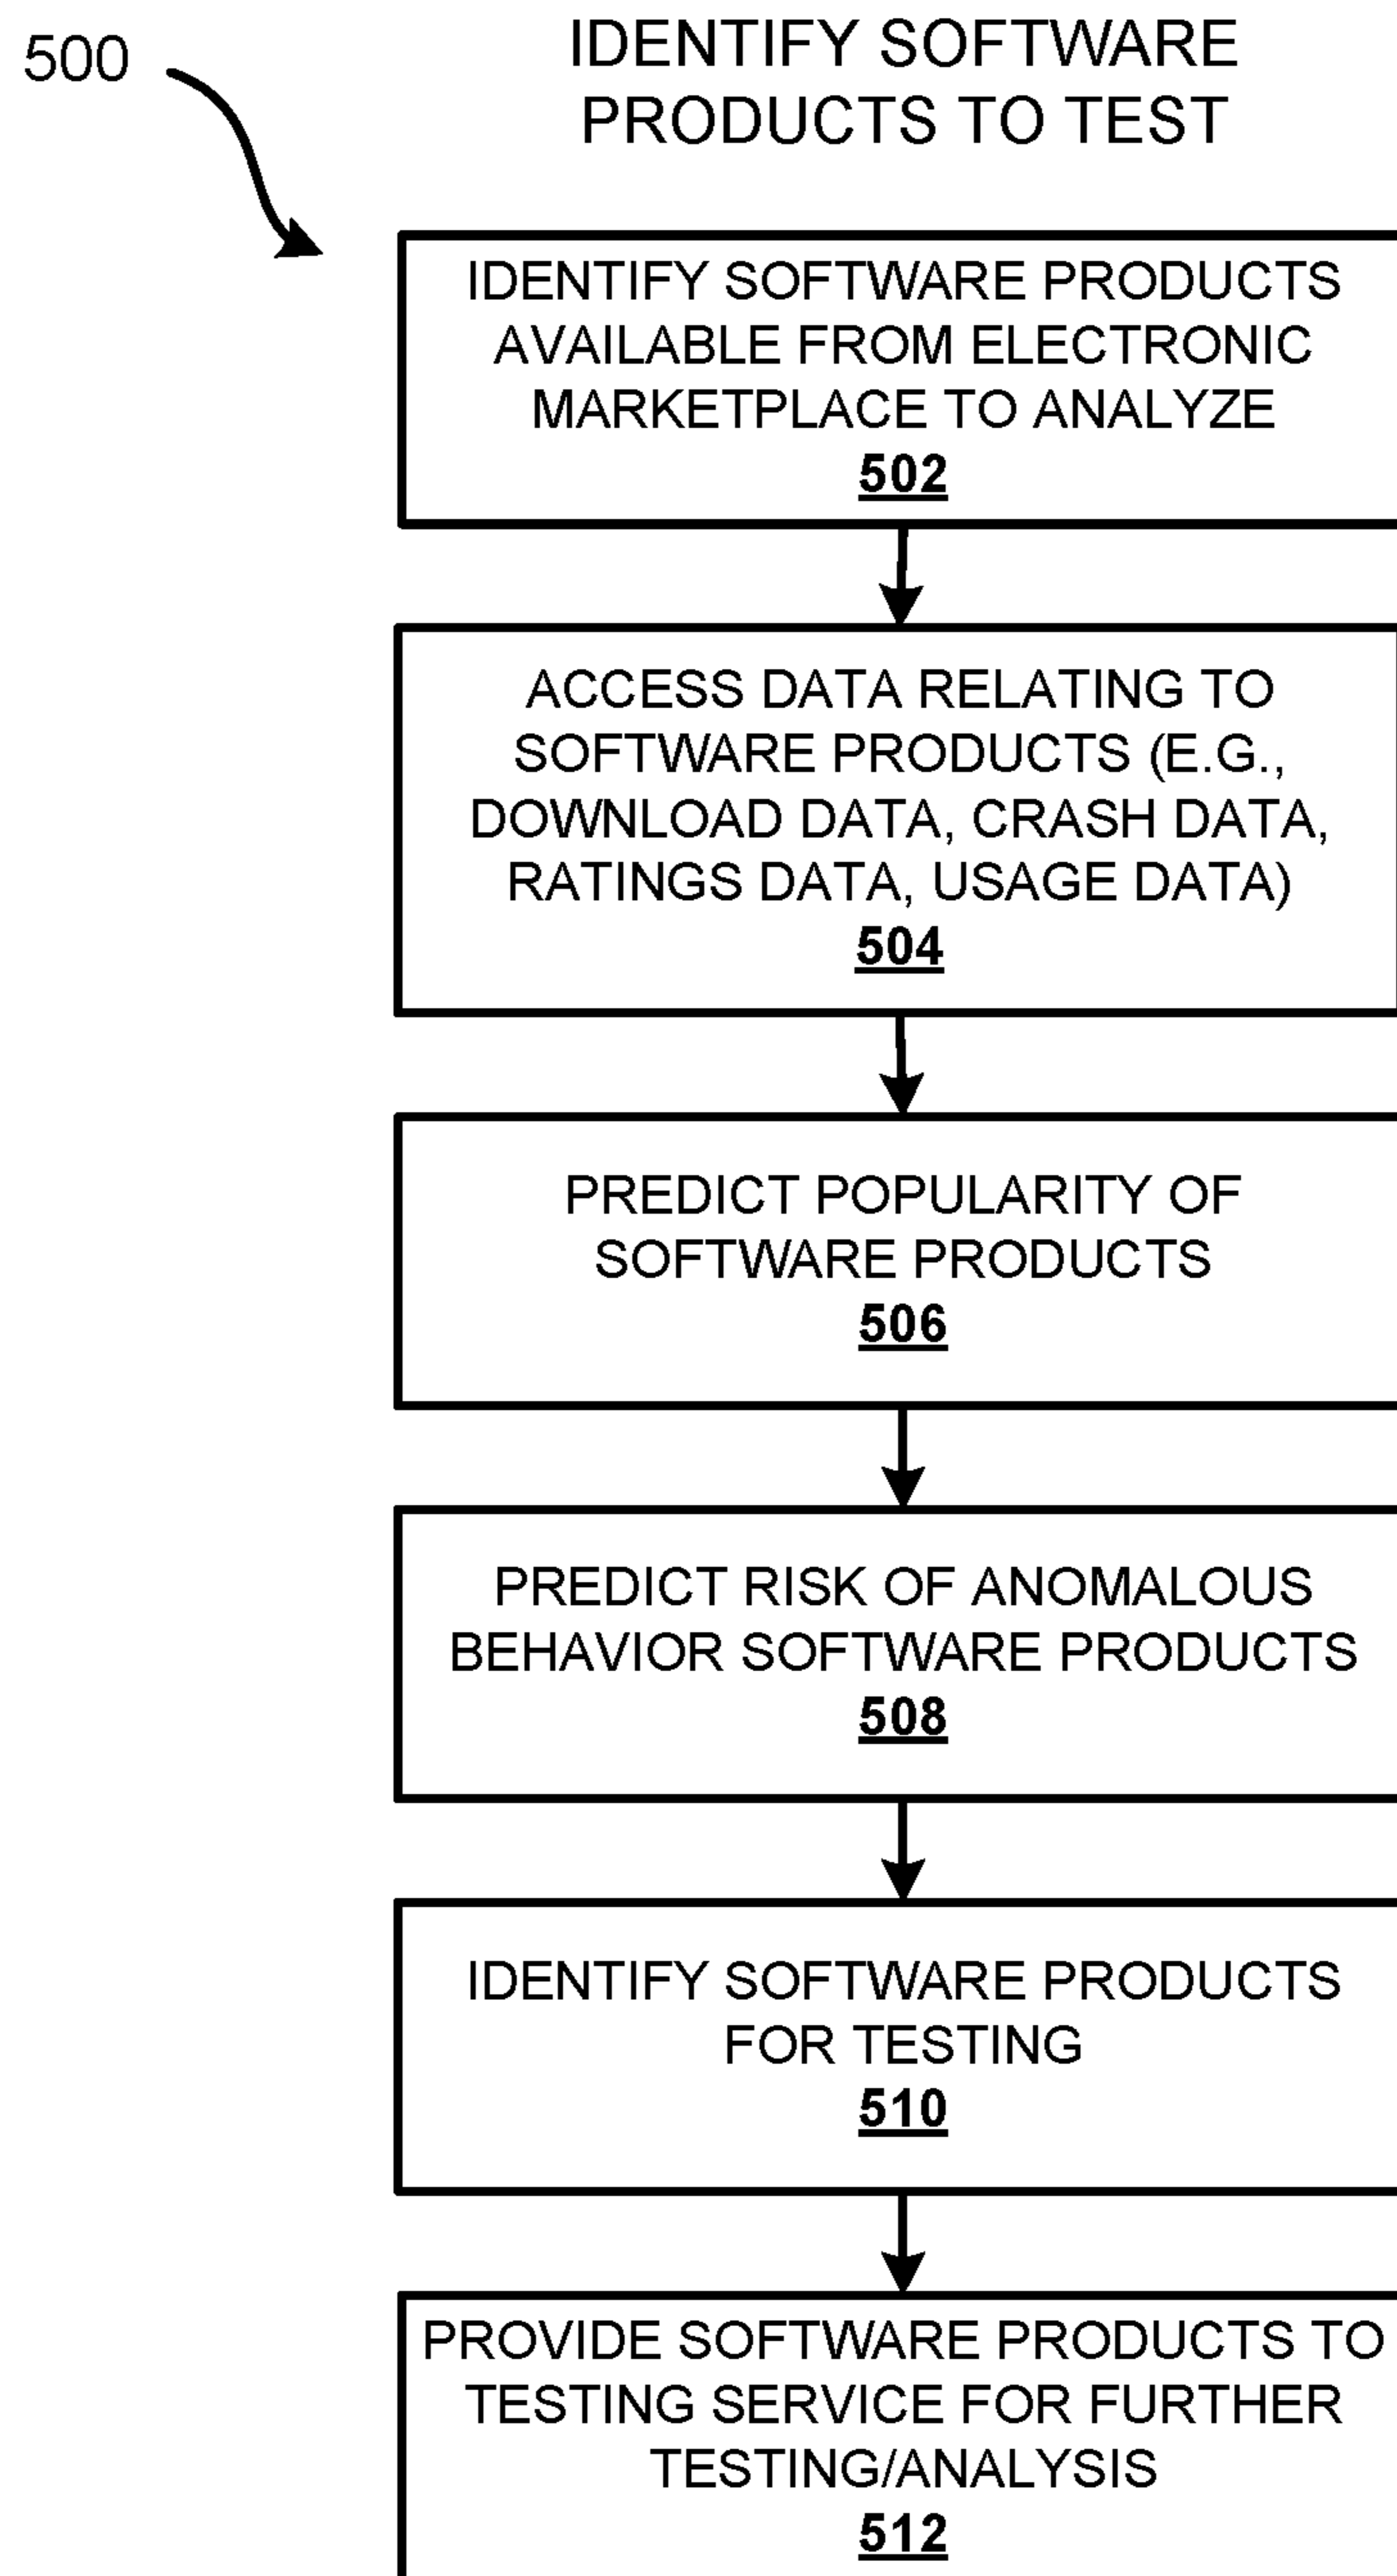 500
IDENTIFY SOFTWARE
PRODUCTS TO TEST
IDENTIFY SOFTWARE PRODUCTS
AVAILABLE FROM ELECTRONIC
MARKETPLACE TO ANALYZE
502
ACCESS DATA RELATING TO
SOFTWARE PRODUCTS (E.G.,
DOWNLOAD DATA, CRASH DATA,
RATINGS DATA, USAGE DATA)
504
PREDICT POPULARITY OF
SOFTWARE PRODUCTS
506
PREDICT RISK OF ANOMALOUS
BEHAVIOR SOFTWARE PRODUCTS
508
IDENTIFY SOFTWARE PRODUCTS
FOR TESTING
510
PROVIDE SOFTWARE PRODUCTS TO
TESTING SERVICE FOR FURTHER
TESTING/ANALYSIS
512